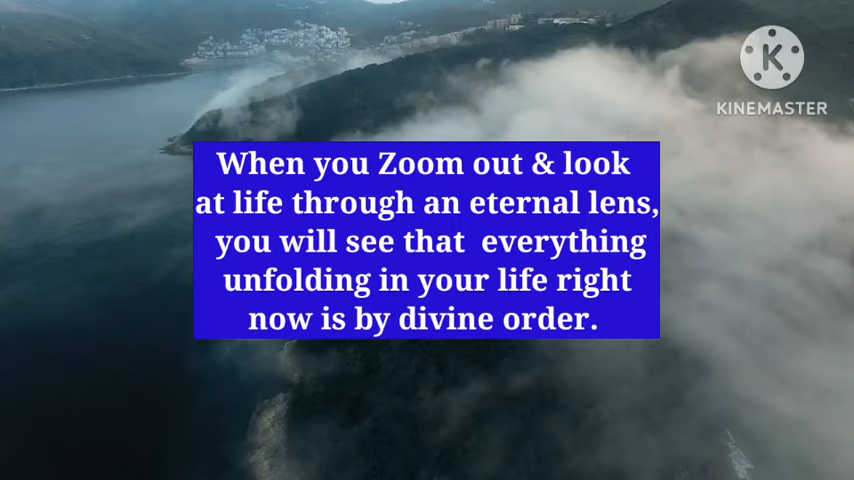 KINEMASTER
When you Zoom out & look
at life through an eternal lens,
you will see that  everything
unfolding in your life right
now is by divine order.